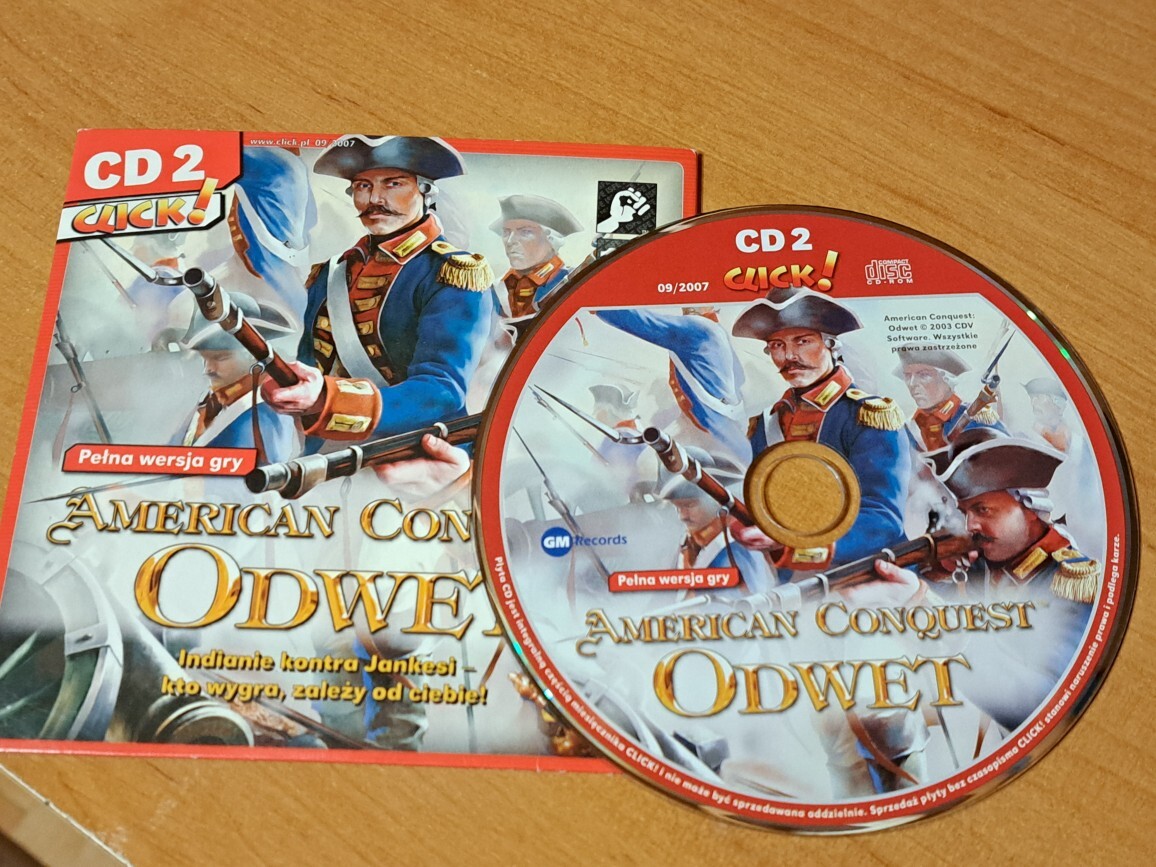 CD 2
CLICK!
www.click.pl 09/2007
Pełna wersja gry
AMERICAN CON
ODWET
Indianie kontra Jankesi –
kto wygra, zależy od ciebie!
CD 2
09/2007 CLICK!
COMPACT
disc
CD-ROM
American Conquest:
Odwet © 2003 CDV
Software. Wszystkie
prawa zastrzeżone
GM Records
Pełna wersja gry
AMERICAN CONQUEST
ODWET
Płyta CD jest integralną częścią miesięcznika CLICK! i nie może być sprzedawana oddzielnie. Sprzedaż płyty bez czasopisma CLICK! stanowi naruszenie prawa i podlega karze.